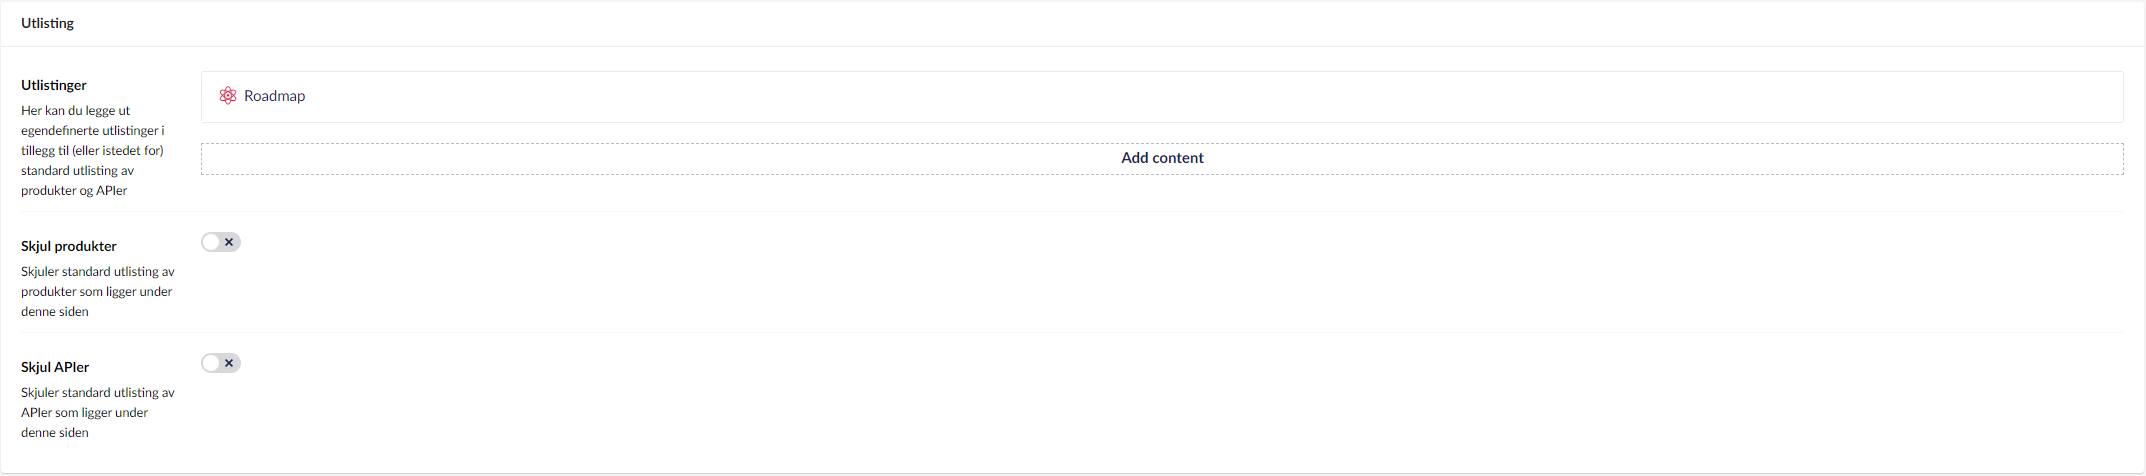 Utlisting
Utlistinger
Her kan du legge ut
egendefinerte utlistinger i
tillegg til (eller istedet for)
standard utlisting av
produkter og APIer
Roadmap
Add content
Skjul produkter
Skjuler standard utlisting av
produkter som ligger under
denne siden
Skjul APIer
Skjuler standard utlisting av
APIer som ligger under
denne siden